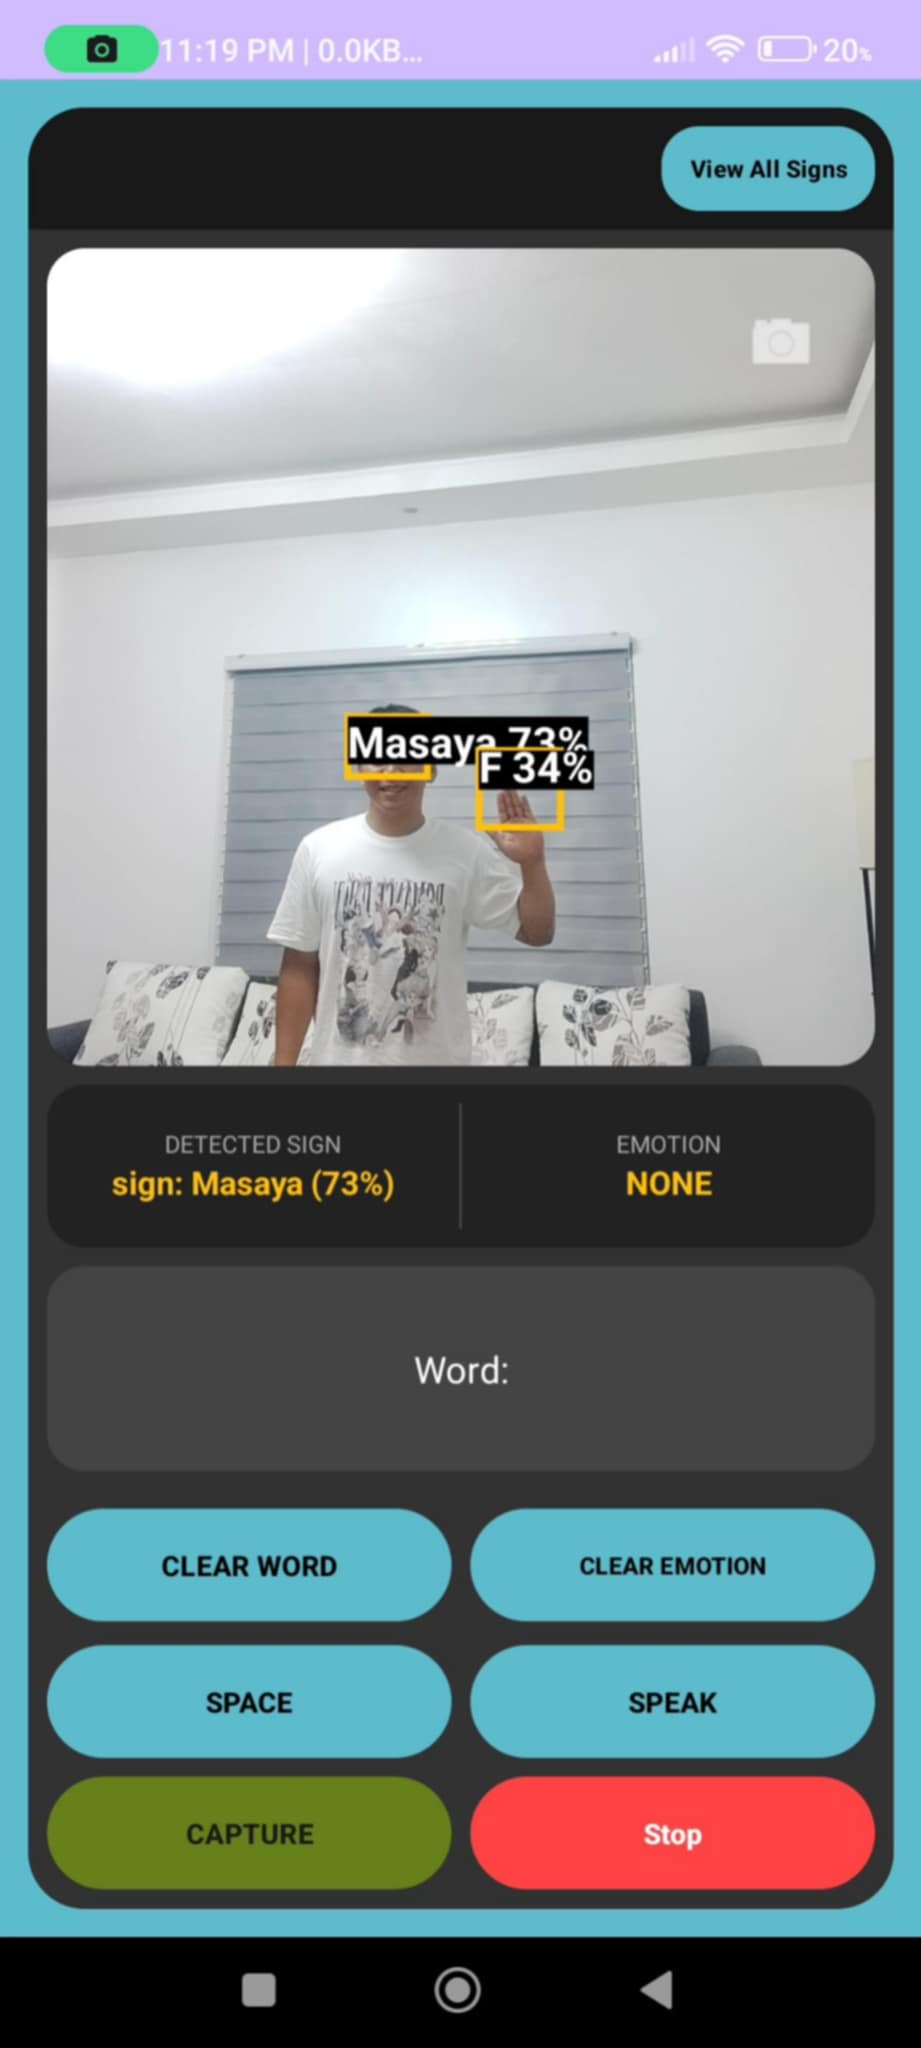 11:19 PM | 0.0KB...
20%
View All Signs
Masaya 73%
F 34%
DETECTED SIGN
sign: Masaya (73%)
EMOTION
NONE
Word:
CLEAR WORD
CLEAR EMOTION
SPACE
SPEAK
CAPTURE
Stop